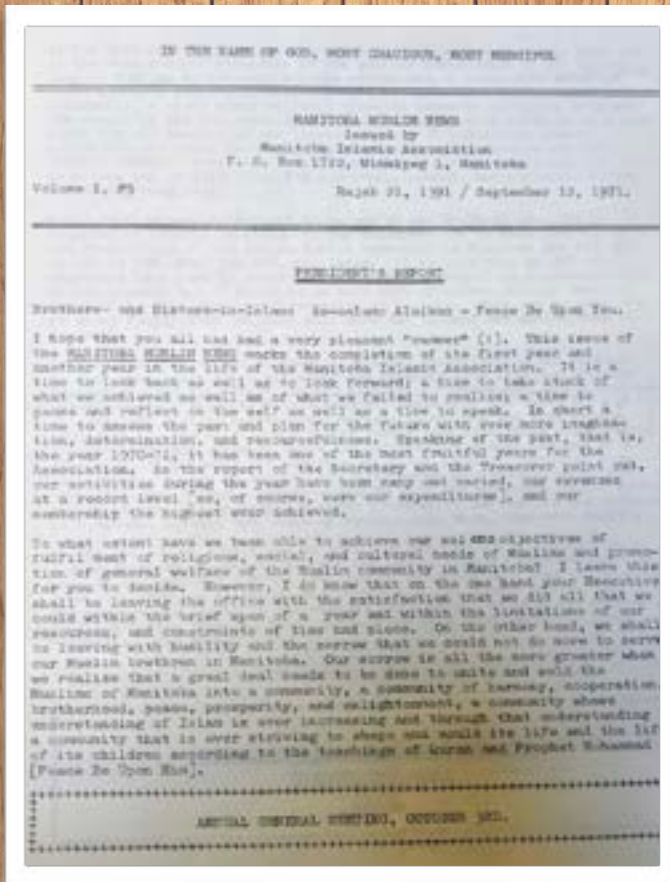 IN THE NAME OF GOD, MOST GRACIOUS, MOST MERCIFUL
MANITOBA MUSLIM NEWS
Issued by
Manitoba Islamic Association
P. O. Box Winnipeg 1, Manitoba
Volume I, #5
Rajab 21, 1391 / September 12, 1971.
PRESIDENT'S REPORT
Brothers- and Sisters-in-Islam: Aleikum - Peace Be Upon You.
I hope that you all had had a very pleasant "summer" [!]. This issue of
the MANITOBA MUSLIM NEWS marks the completion of its first year and
another year in the life of the Manitoba Islamic Association. It is a
time to look back as well as to look forward; a time to take stock of
what we achieved as well as of what we failed to realize; a time to
pause and reflect on the self as well as a time to speak. In short a
time to assess the past and plan for the future with ever more imagina-
tion, determination, and resourcefulness. Speaking of the past, that is,
the year 1970-71, it has been one of the most fruitful years for the
Association. As the report of the Secretary and the Treasurer point out,
our activities during the year have been many and varied, our revenues
at a record level [as, of course, were our expenditures], and our
membership the highest ever achieved.
To what extent have we been able to achieve our objectives of
fulfil ment of religious, social, and cultural needs of Muslims and promo-
tion of general welfare of the Muslim community in Manitoba? I leave this
for you to decide. However, I do know that on the one hand your Executive
shall be leaving the office with the satisfaction that we did all that we
could within the brief span of a year and within the limitations of our
resources, and constraints of time and place. On the other hand, we shall
be leaving with humility and the sorrow that we could not do more to serve
our Muslim brethren in Manitoba. Our sorrow is all the more greater when
we realize that a great deal needs to be done to unite and weld the
Muslims of Manitoba into a community, a community of harmony, cooperation
brotherhood, peace, prosperity, and enlightenment, a community whose
understanding of Islam is ever increasing and through that understanding
a community that is ever striving to shape and mould its life and the lif
of its children according to the teachings of Quran and Prophet Mohammad
[Peace Be Upon Him].
ANNUAL GENERAL MEETING, OCTOBER 3RD.